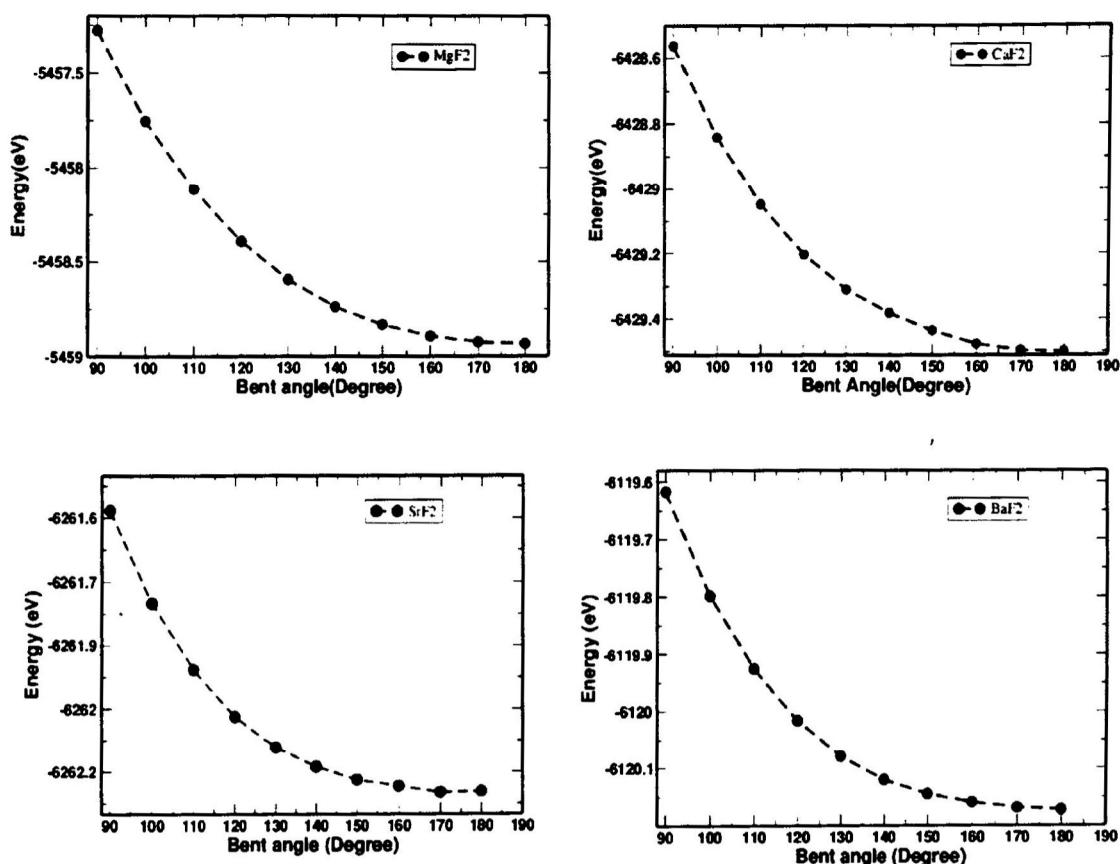 MgF2
Energy(eV)
-5457.5
-5458
-5458.5
-5459
90 100 110 120 130 140 150 160 170 180
Bent angle(Degree)
CaF2
Energy(eV)
-6428.6
-6428.8
-6429
-6429.2
-6429.4
90 100 110 120 130 140 150 160 170 180 190
Bent Angle(Degree)
SrF2
Energy (eV)
-6261.6
-6261.7
-6261.9
-6262
-6262.2
90 100 110 120 130 140 150 160 170 180 190
Bent angle (Degree)
BaF2
Energy (eV)
-6119.6
-6119.7
-6119.8
-6119.9
-6120
-6120.1
90 100 110 120 130 140 150 160 170 180 190
Bent angle (Degree)